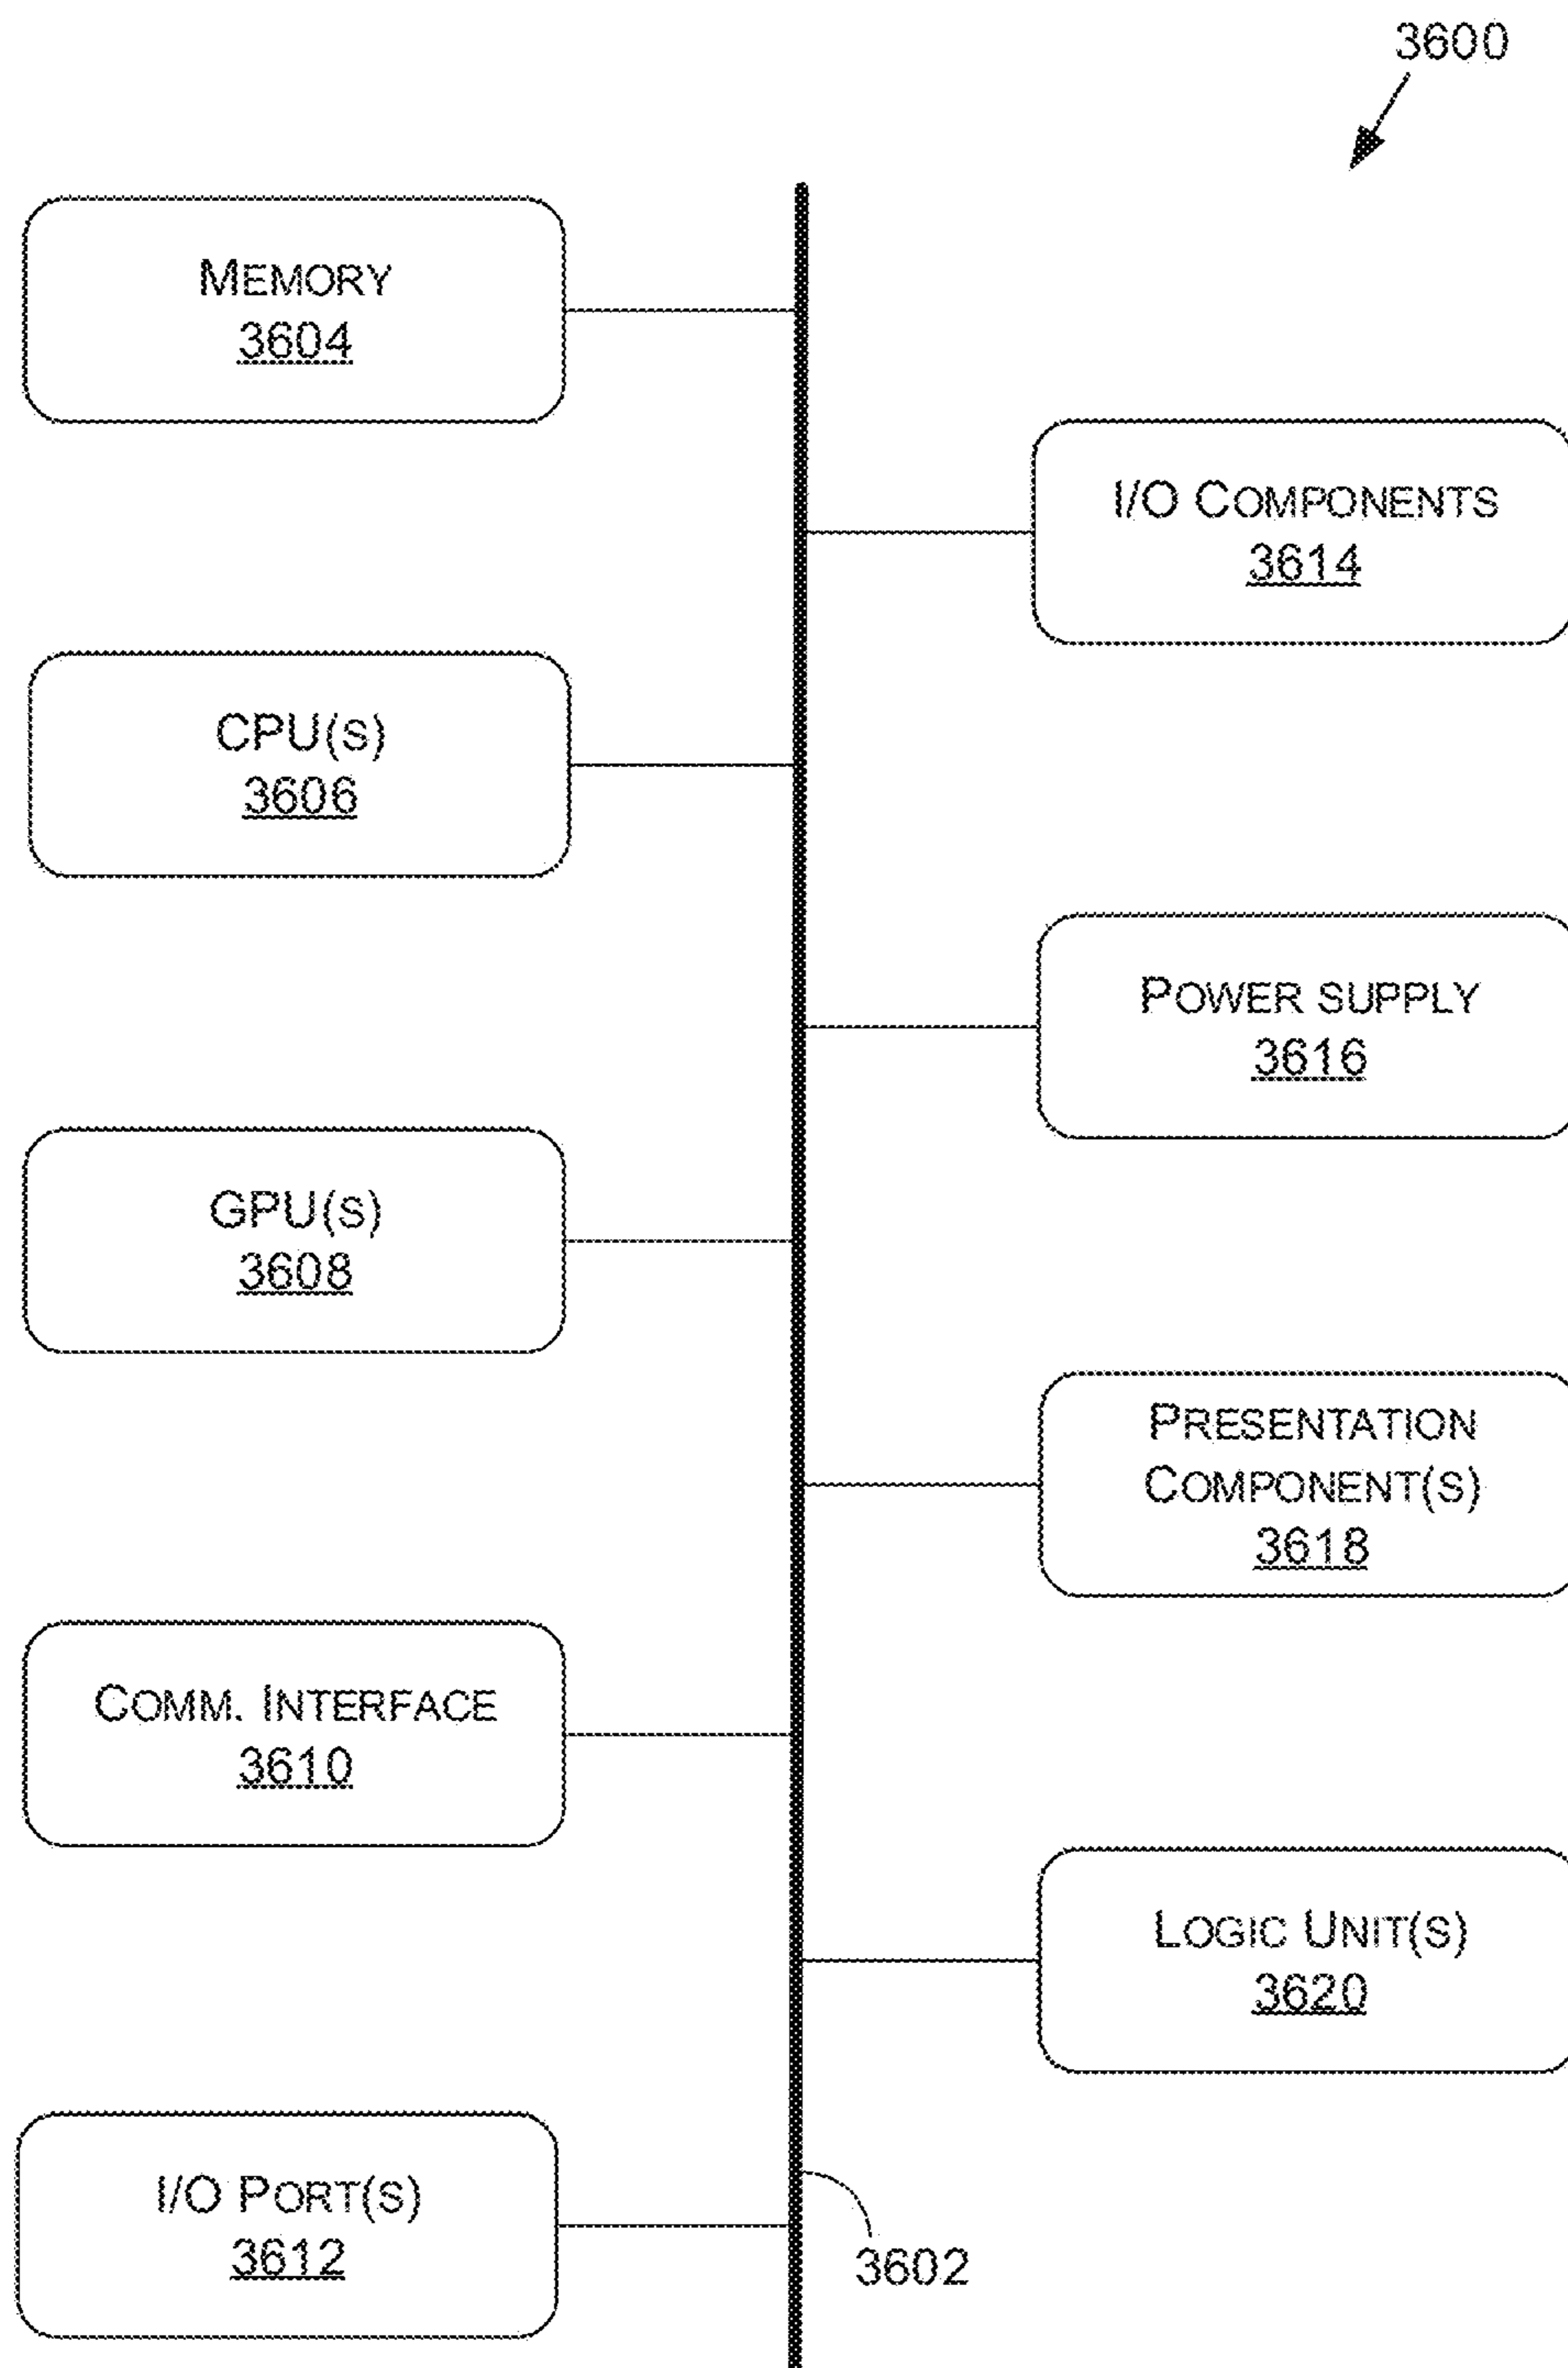 3600
MEMORY
3604
I/O COMPONENTS
3614
CPU(S)
3606
POWER SUPPLY
3616
GPU(S)
3608
PRESENTATION
COMPONENT(S)
3618
COMM. INTERFACE
3610
LOGIC UNIT(S)
3620
I/O PORT(S)
3612
3602